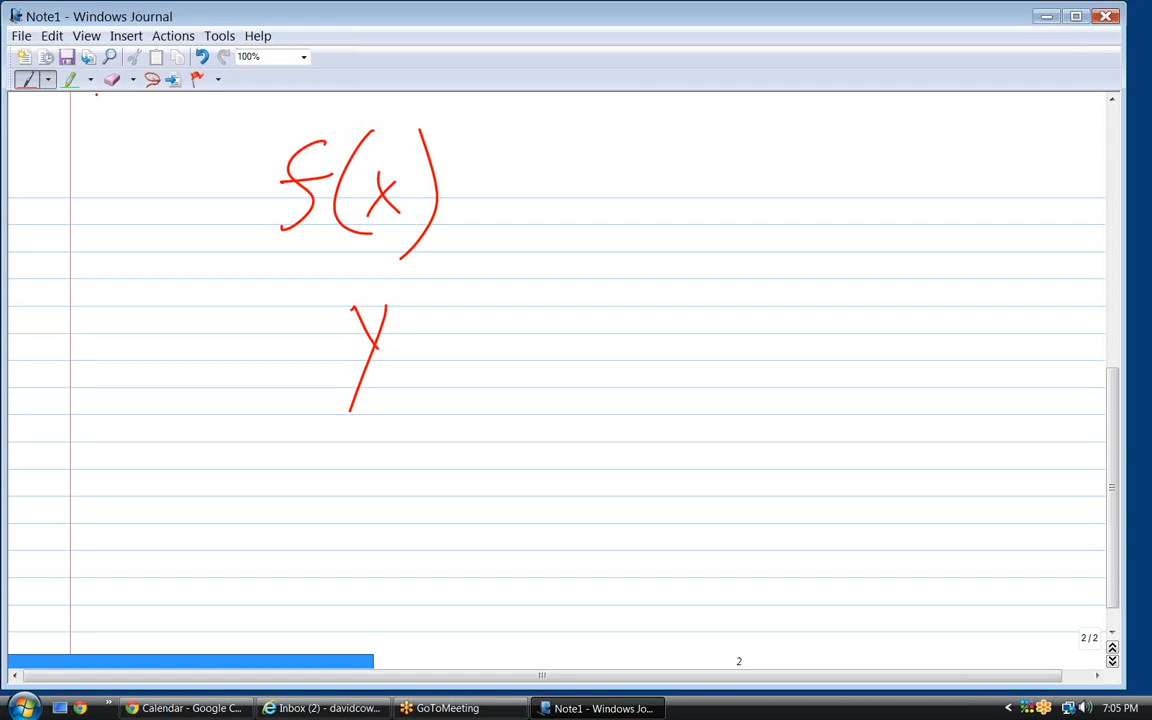 Note1 - Windows Journal
File Edit View Insert Actions Tools Help
100%
f(x)
y
2 / 2
2
Calendar - Google C...
Inbox (2) - davidcow...
GoToMeeting
Note1 - Windows Jo...
7:05 PM